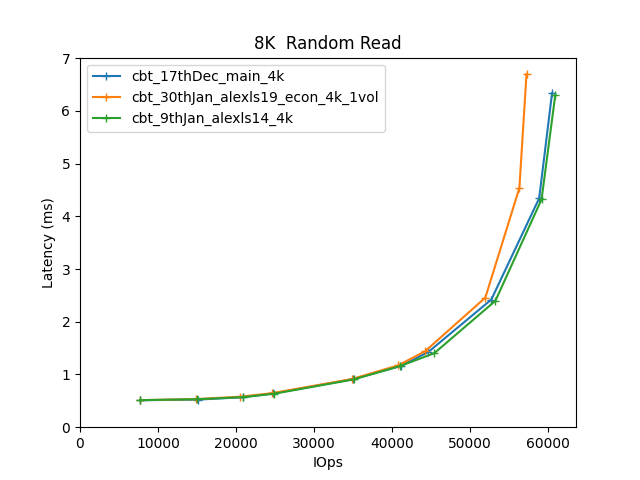 8K  Random Read
cbt_17thDec_main_4k
cbt_30thJan_alexls19_econ_4k_1vol
cbt_9thJan_alexls14_4k
Latency (ms)
7
6
5
4
3
2
1
0
0 10000 20000 30000 40000 50000 60000
IOps